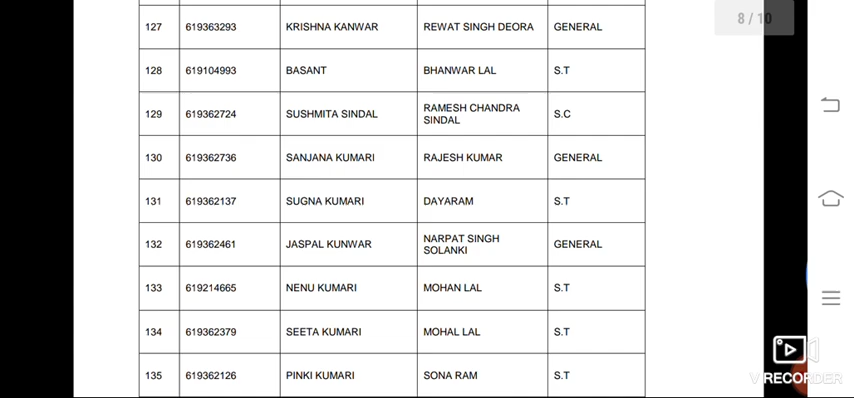 8 / 10
127 619363293 KRISHNA KANWAR REWAT SINGH DEORA GENERAL
128 619104993 BASANT BHANWAR LAL S.T
129 619362724 SUSHMITA SINDAL RAMESH CHANDRA SINDAL S.C
130 619362736 SANJANA KUMARI RAJESH KUMAR GENERAL
131 619362137 SUGNA KUMARI DAYARAM S.T
132 619362461 JASPAL KUNWAR NARPAT SINGH SOLANKI GENERAL
133 619214665 NENU KUMARI MOHAN LAL S.T
134 619362379 SEETA KUMARI MOHAL LAL S.T
135 619362126 PINKI KUMARI SONA RAM S.T
V RECORDER